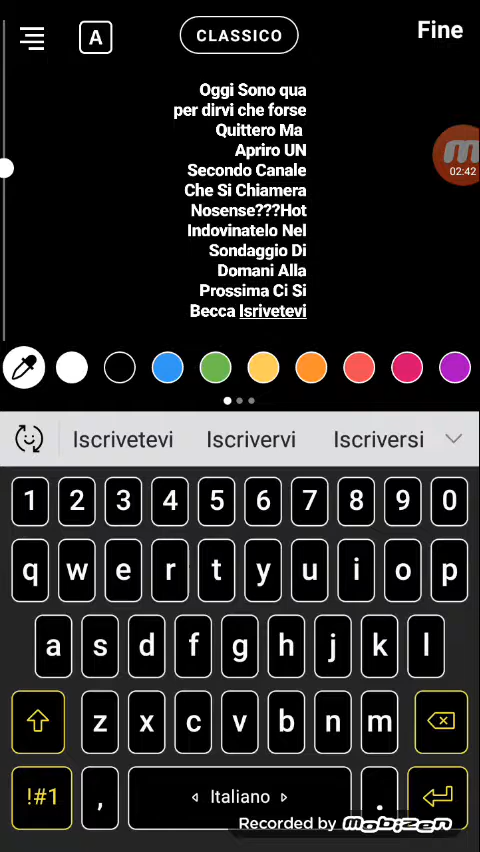 A
CLASSICO
Fine
Oggi Sono qua
per dirvi che forse
Quittero Ma
Apriro UN
Secondo Canale
Che Si Chiamera
Nosense???Hot
Indovinatelo Nel
Sondaggio Di
Domani Alla
Prossima Ci Si
Becca Isrivetevi
02:42
Iscrivetevi Iscrivervi Iscriversi
1 2 3 4 5 6 7 8 9 0
q w e r t y u i o p
a s d f g h j k l
z x c v b n m
!#1 , Italiano .
Recorded by Mobizen